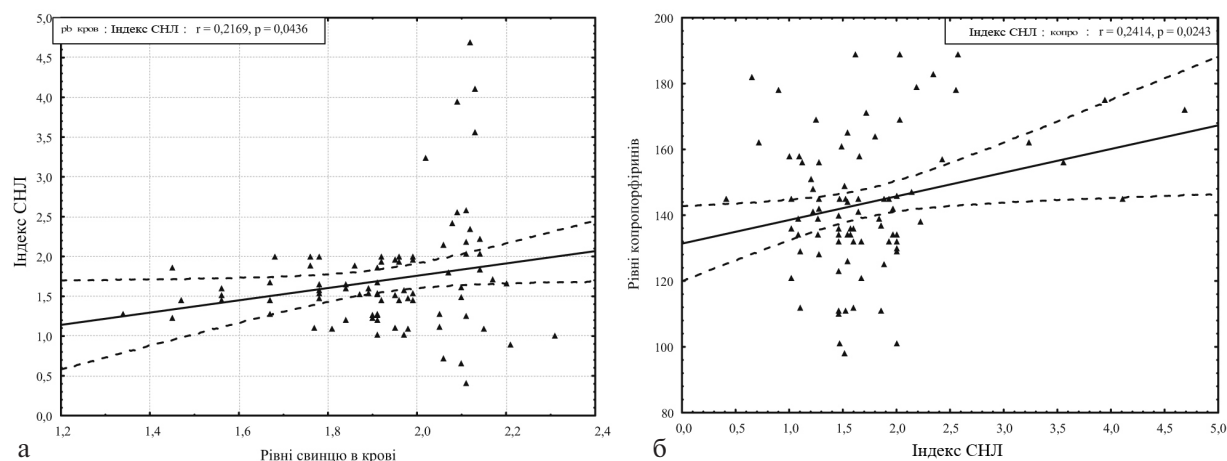 pb кров : Індекс СНЛ : r = 0,2169, p = 0,0436
Індекс СНЛ
5,0
4,5
4,0
3,5
3,0
2,5
2,0
1,5
1,0
0,5
0,0
1,2 1,4 1,6 1,8 2,0 2,2 2,4
Рівні свинцю в крові
а
Індекс СНЛ : копро : r = 0,2414, p = 0,0243
Рівні копропорфіринів
200
180
160
140
120
100
80
0,0 0,5 1,0 1,5 2,0 2,5 3,0 3,5 4,0 4,5 5,0
Індекс СНЛ
б